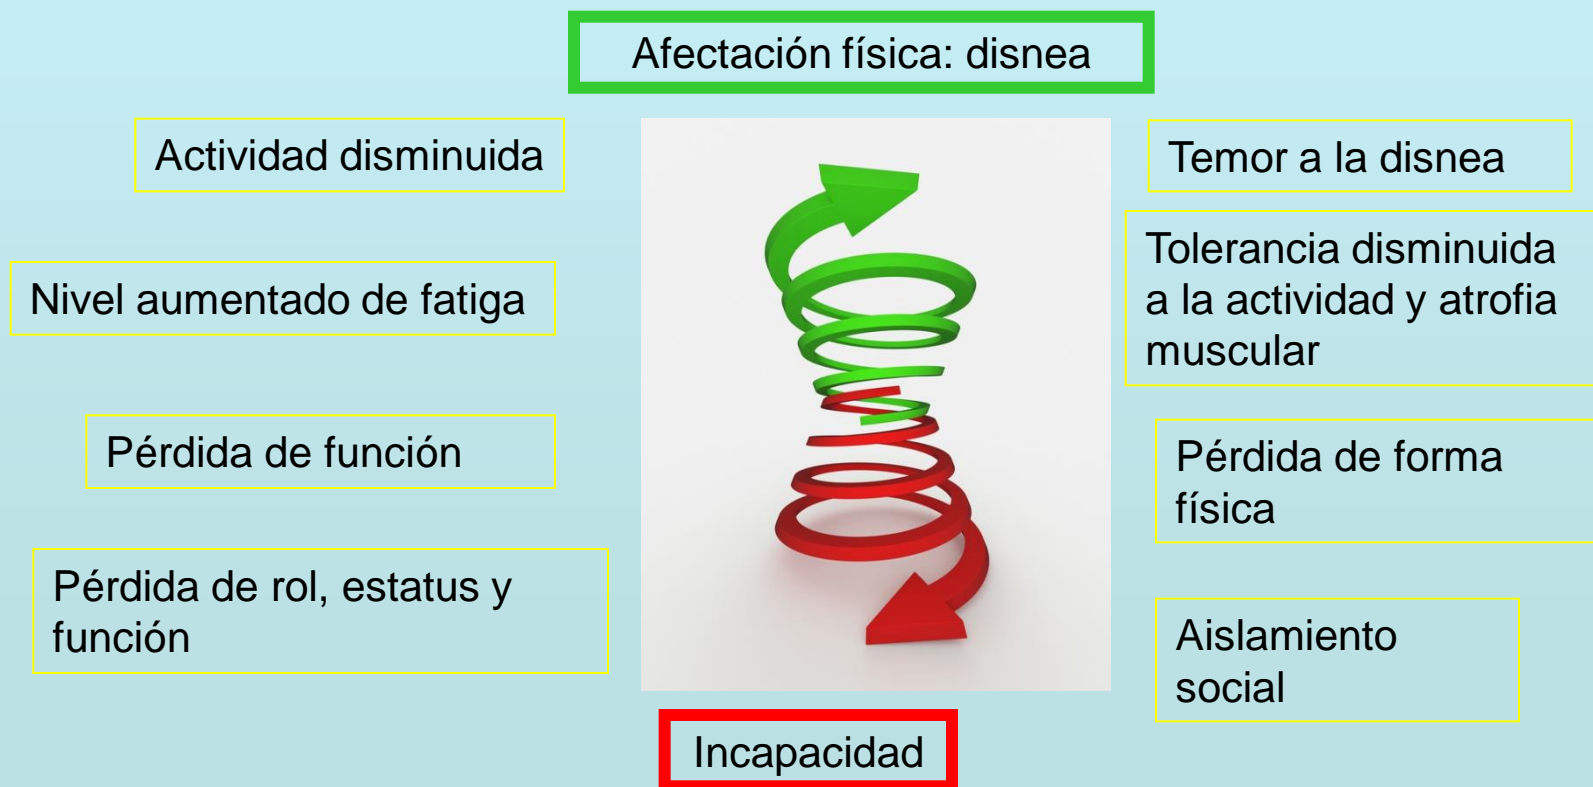 Afectación física: disnea
Actividad disminuida
Temor a la disnea
Nivel aumentado de fatiga
Tolerancia disminuida
a la actividad y atrofia
muscular
Pérdida de función
Pérdida de forma
física
Pérdida de rol, estatus y
función
Aislamiento
social
Incapacidad